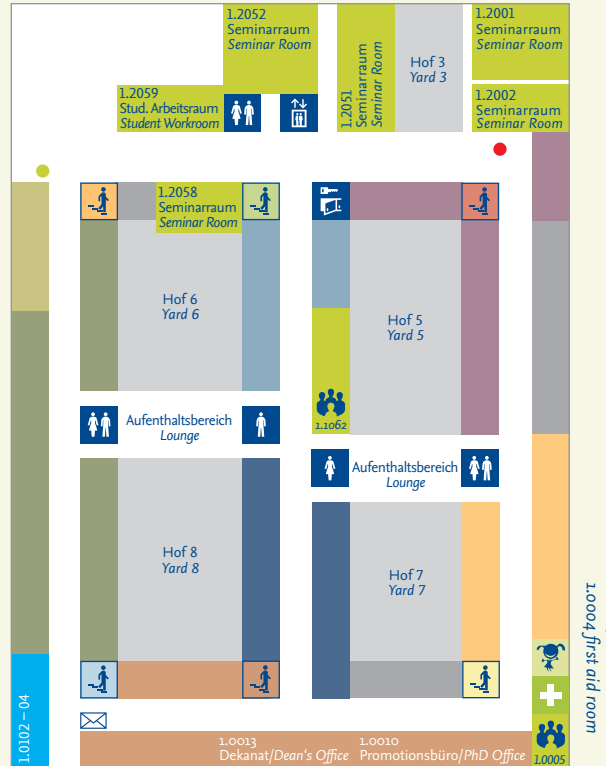 1.2052
Seminarraum
Seminar Room
1.2051
Seminarraum
Seminar Room
Hof 3
Yard 3
1.2001
Seminarraum
Seminar Room
1.2059
Stud. Arbeitsraum
Student Workroom
1.2002
Seminarraum
Seminar Room
1.2058
Seminarraum
Seminar Room
Hof 6
Yard 6
Hof 5
Yard 5
1.1062
Aufenthaltsbereich
Lounge
Aufenthaltsbereich
Lounge
Hof 8
Yard 8
Hof 7
Yard 7
1.0004 first aid room
1.0102 – 04
1.0013
Dekanat/Dean's Office
1.0010
Promotionsbüro/PhD Office
1.0005